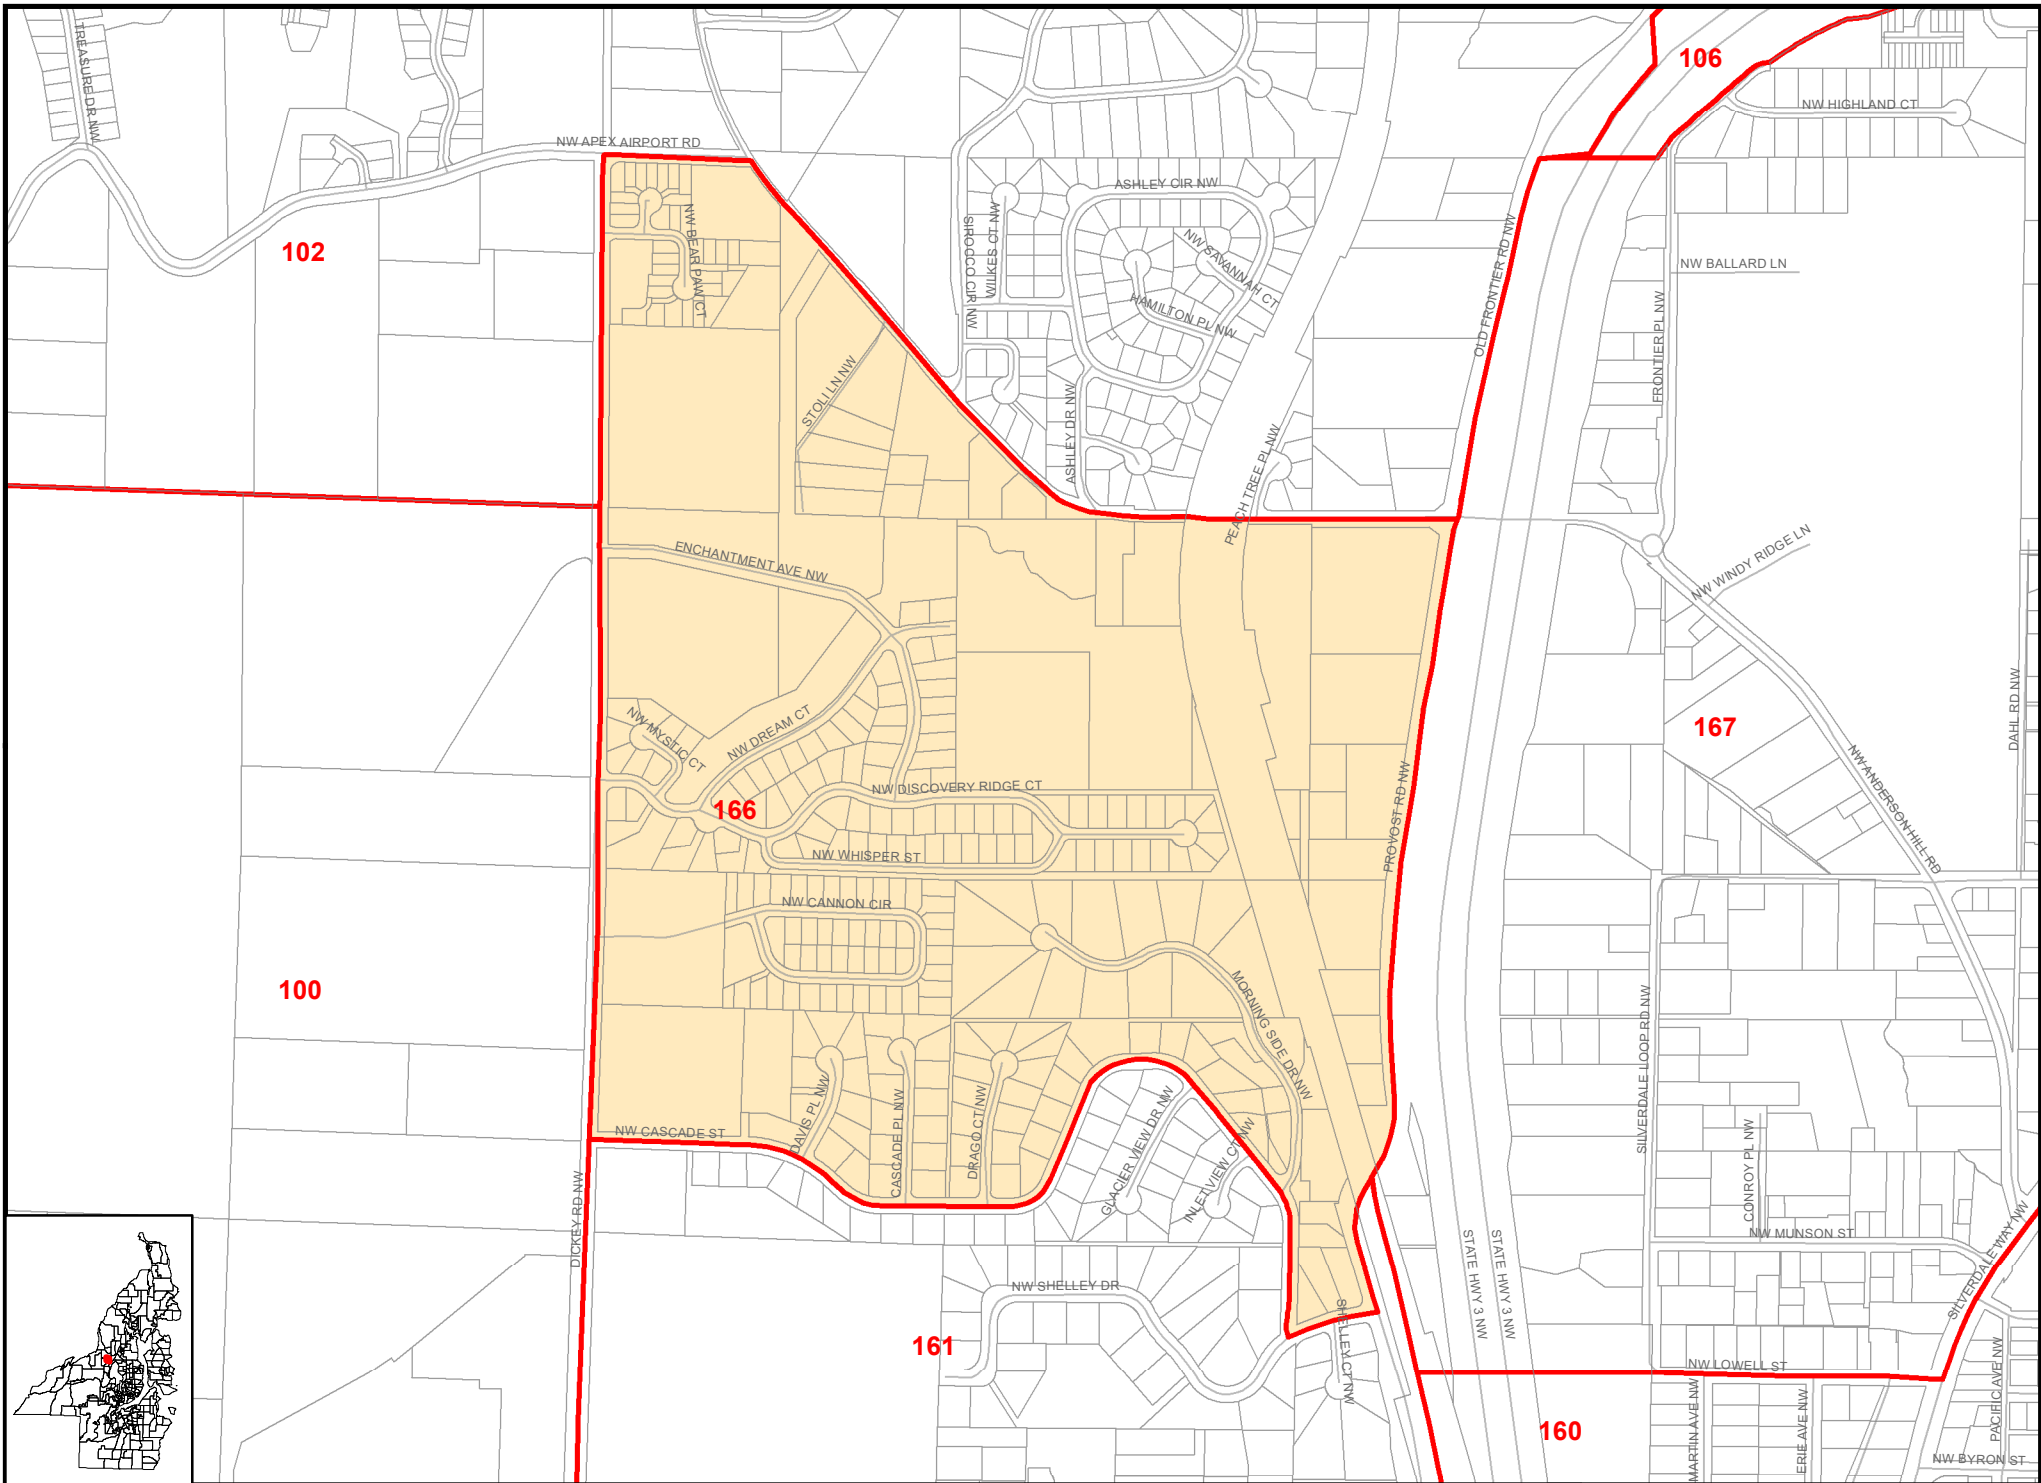 TREASURE DR NW
106
NW HIGHLAND CT
NW APEX AIRPORT RD
ASHLEY CIR NW
NW BEAR PAW CT
SIROCCO CIR NW
WILKES CT NW
NW SAVANNAH CT
OLD FRONTIER RD NW
102
NW BALLARD LN
HAMILTON PL NW
FRONTIER PL NW
STOLI LN NW
ASHLEY DR NW
PEACH TREE PL NW
ENCHANTMENT AVE NW
NW WINDY RIDGE LN
NW MYSTIC CT
NW DREAM CT
167
DAHL RD NW
166
NW DISCOVERY RIDGE CT
PROVOST RD NW
NW ANDERSON HILL RD
NW WHISPER ST
NW CANNON CIR
100
MORNING SIDE DR NW
SILVERDALE LOOP RD NW
DAVIS PL NW
CASCADE PL NW
DRAGO CT NW
GLACIER VIEW DR NW
INLET VIEW CT NW
NW CASCADE ST
CONROY PL NW
DICKEY RD NW
NW MUNSON ST
SILVERDALE WAY NW
STATE HWY 3 NW
STATE HWY 3 NW
NW SHELLEY DR
161
SHELLEY CT NW
NW LOWELL ST
160
MARTIN AVE NW
ERIE AVE NW
PACIFIC AVE NW
NW BYRON ST